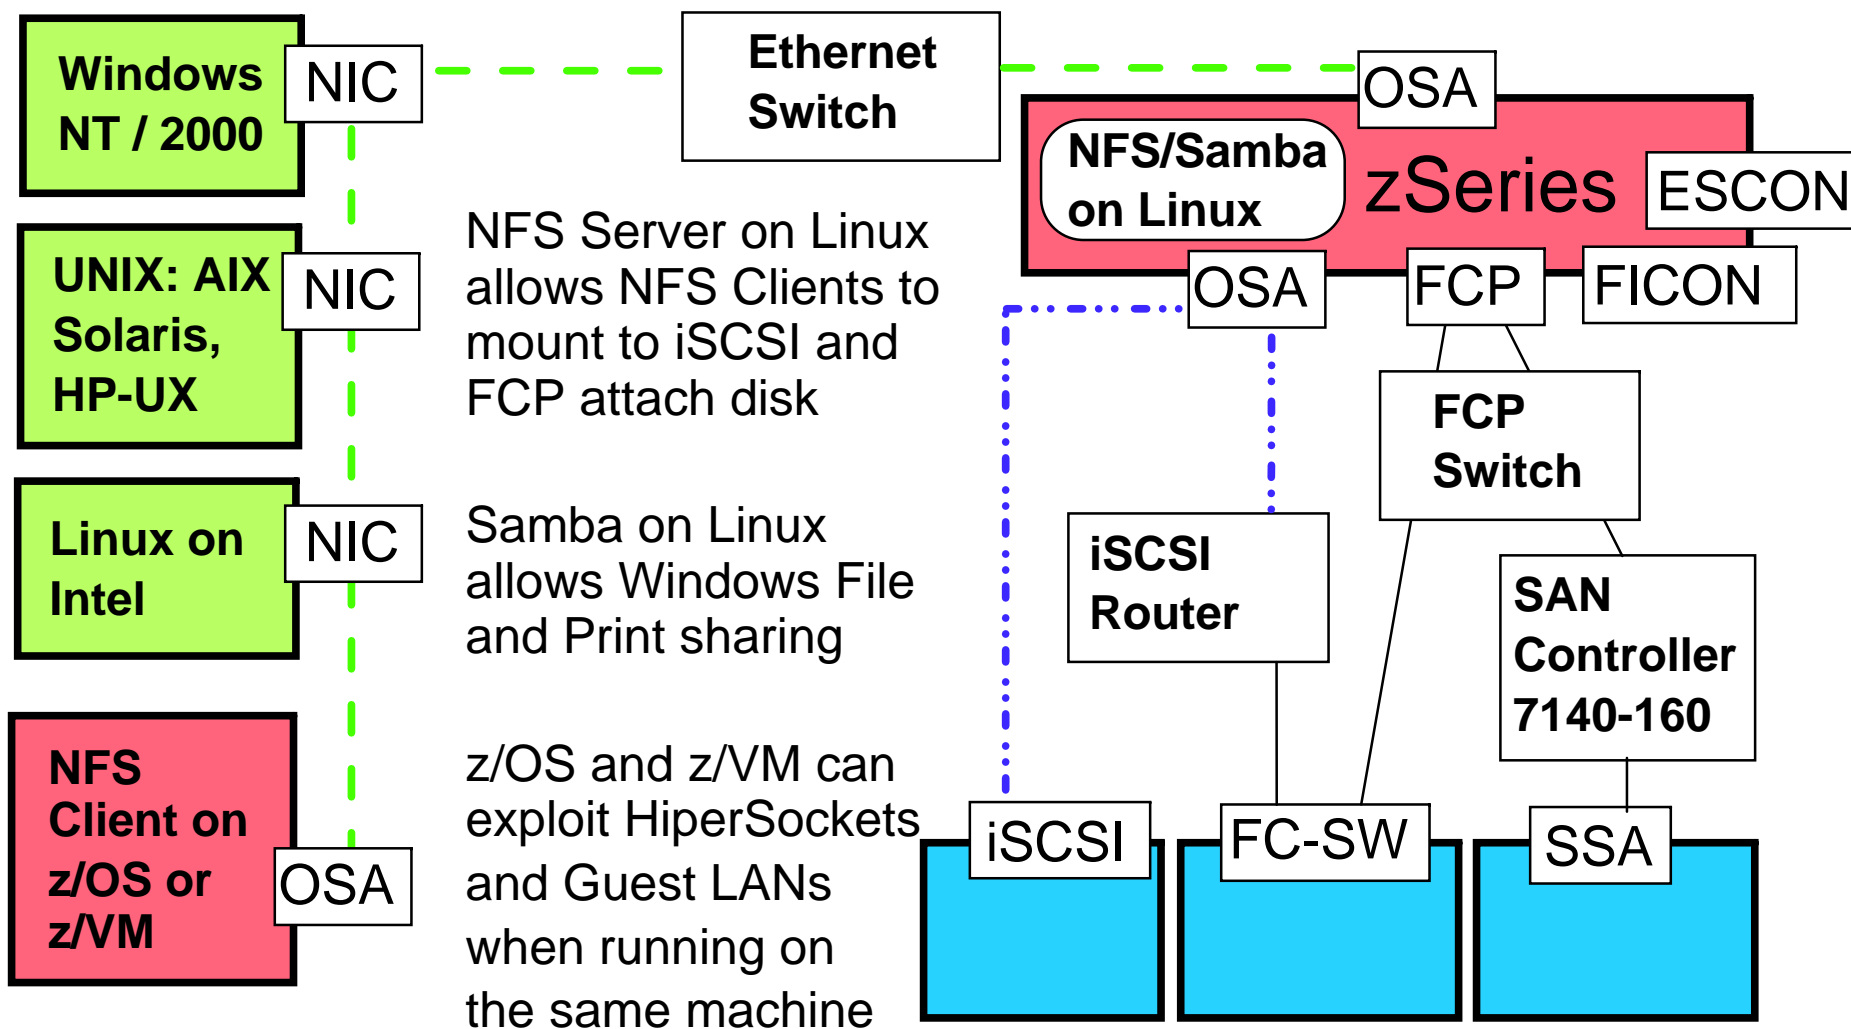 Windows
NT / 2000
NIC
Ethernet
Switch
OSA
NFS/Samba
on Linux
zSeries
ESCON
OSA
FCP
FICON
UNIX: AIX
Solaris,
HP-UX
NIC
NFS Server on Linux
allows NFS Clients to
mount to iSCSI and
FCP attach disk
FCP
Switch
Linux on
Intel
NIC
Samba on Linux
allows Windows File
and Print sharing
iSCSI
Router
SAN
Controller
7140-160
NFS
Client on
z/OS or
z/VM
OSA
z/OS and z/VM can
exploit HiperSockets
and Guest LANs
when running on
the same machine
iSCSI
FC-SW
SSA